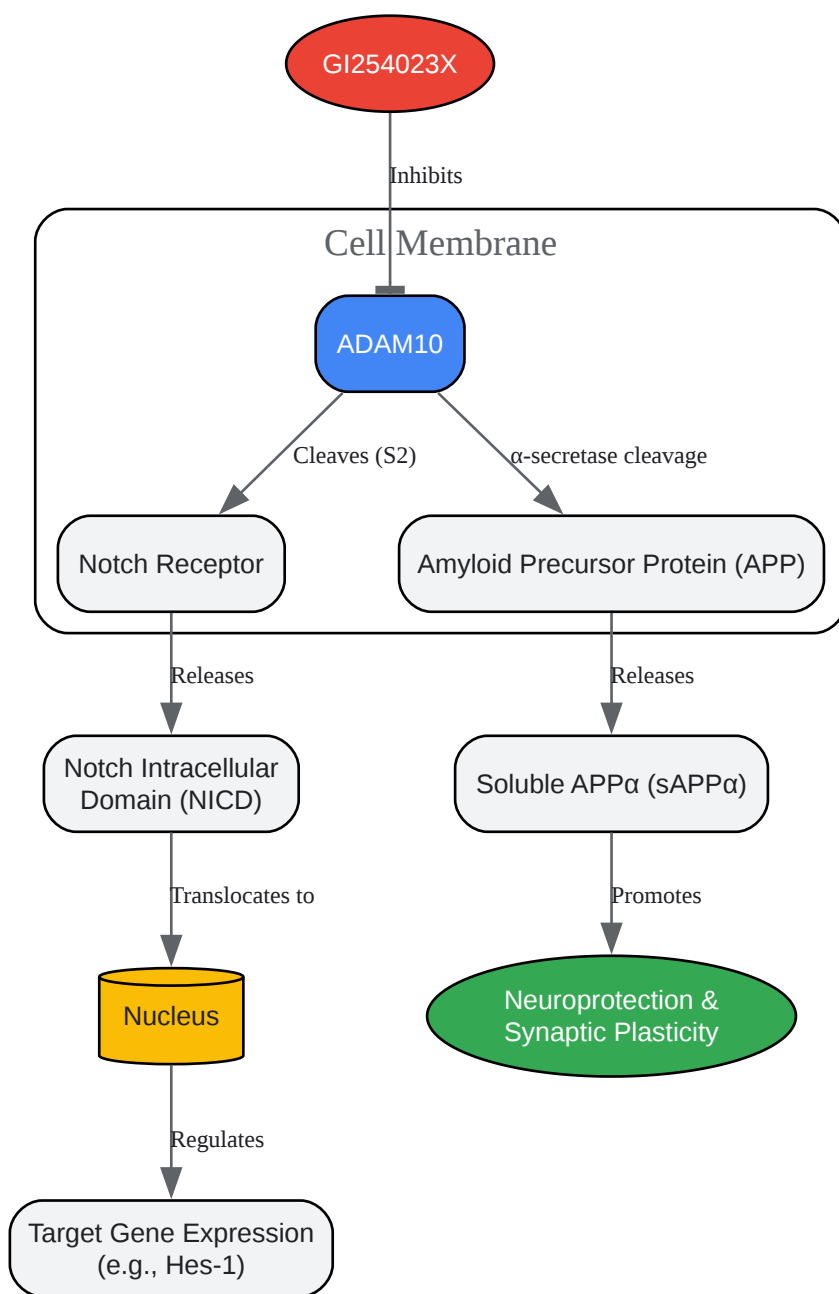 GI254023X
Inhibits
Cell Membrane
ADAM10
Cleaves (S2)
α-secretase cleavage
Notch Receptor
Amyloid Precursor Protein (APP)
Releases
Releases
Notch Intracellular
Domain (NICD)
Soluble APPα (sAPPα)
Translocates to
Promotes
Nucleus
Neuroprotection &
Synaptic Plasticity
Regulates
Target Gene Expression
(e.g., Hes-1)